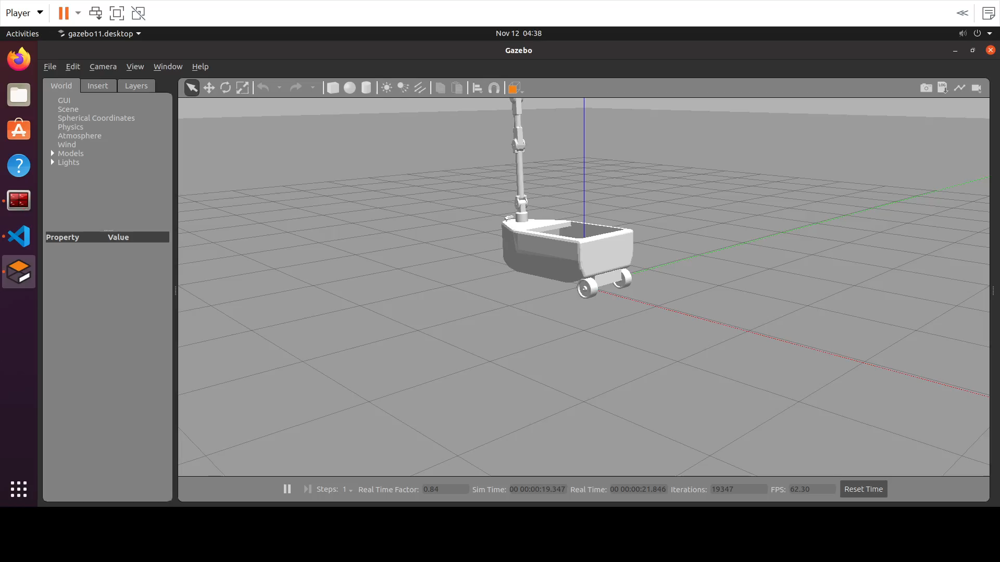 Player
Activities
gazebo11.desktop
Nov 12 04:38
Gazebo
File Edit Camera View Window Help
World Insert Layers
GUI
Scene
Spherical Coordinates
Physics
Atmosphere
Wind
Models
Lights
Property Value
LOG
Steps: 1 Real Time Factor: 0.84 Sim Time: 00 00:00:19.347 Real Time: 00 00:00:21.846 Iterations: 19347 FPS: 62.30 Reset Time